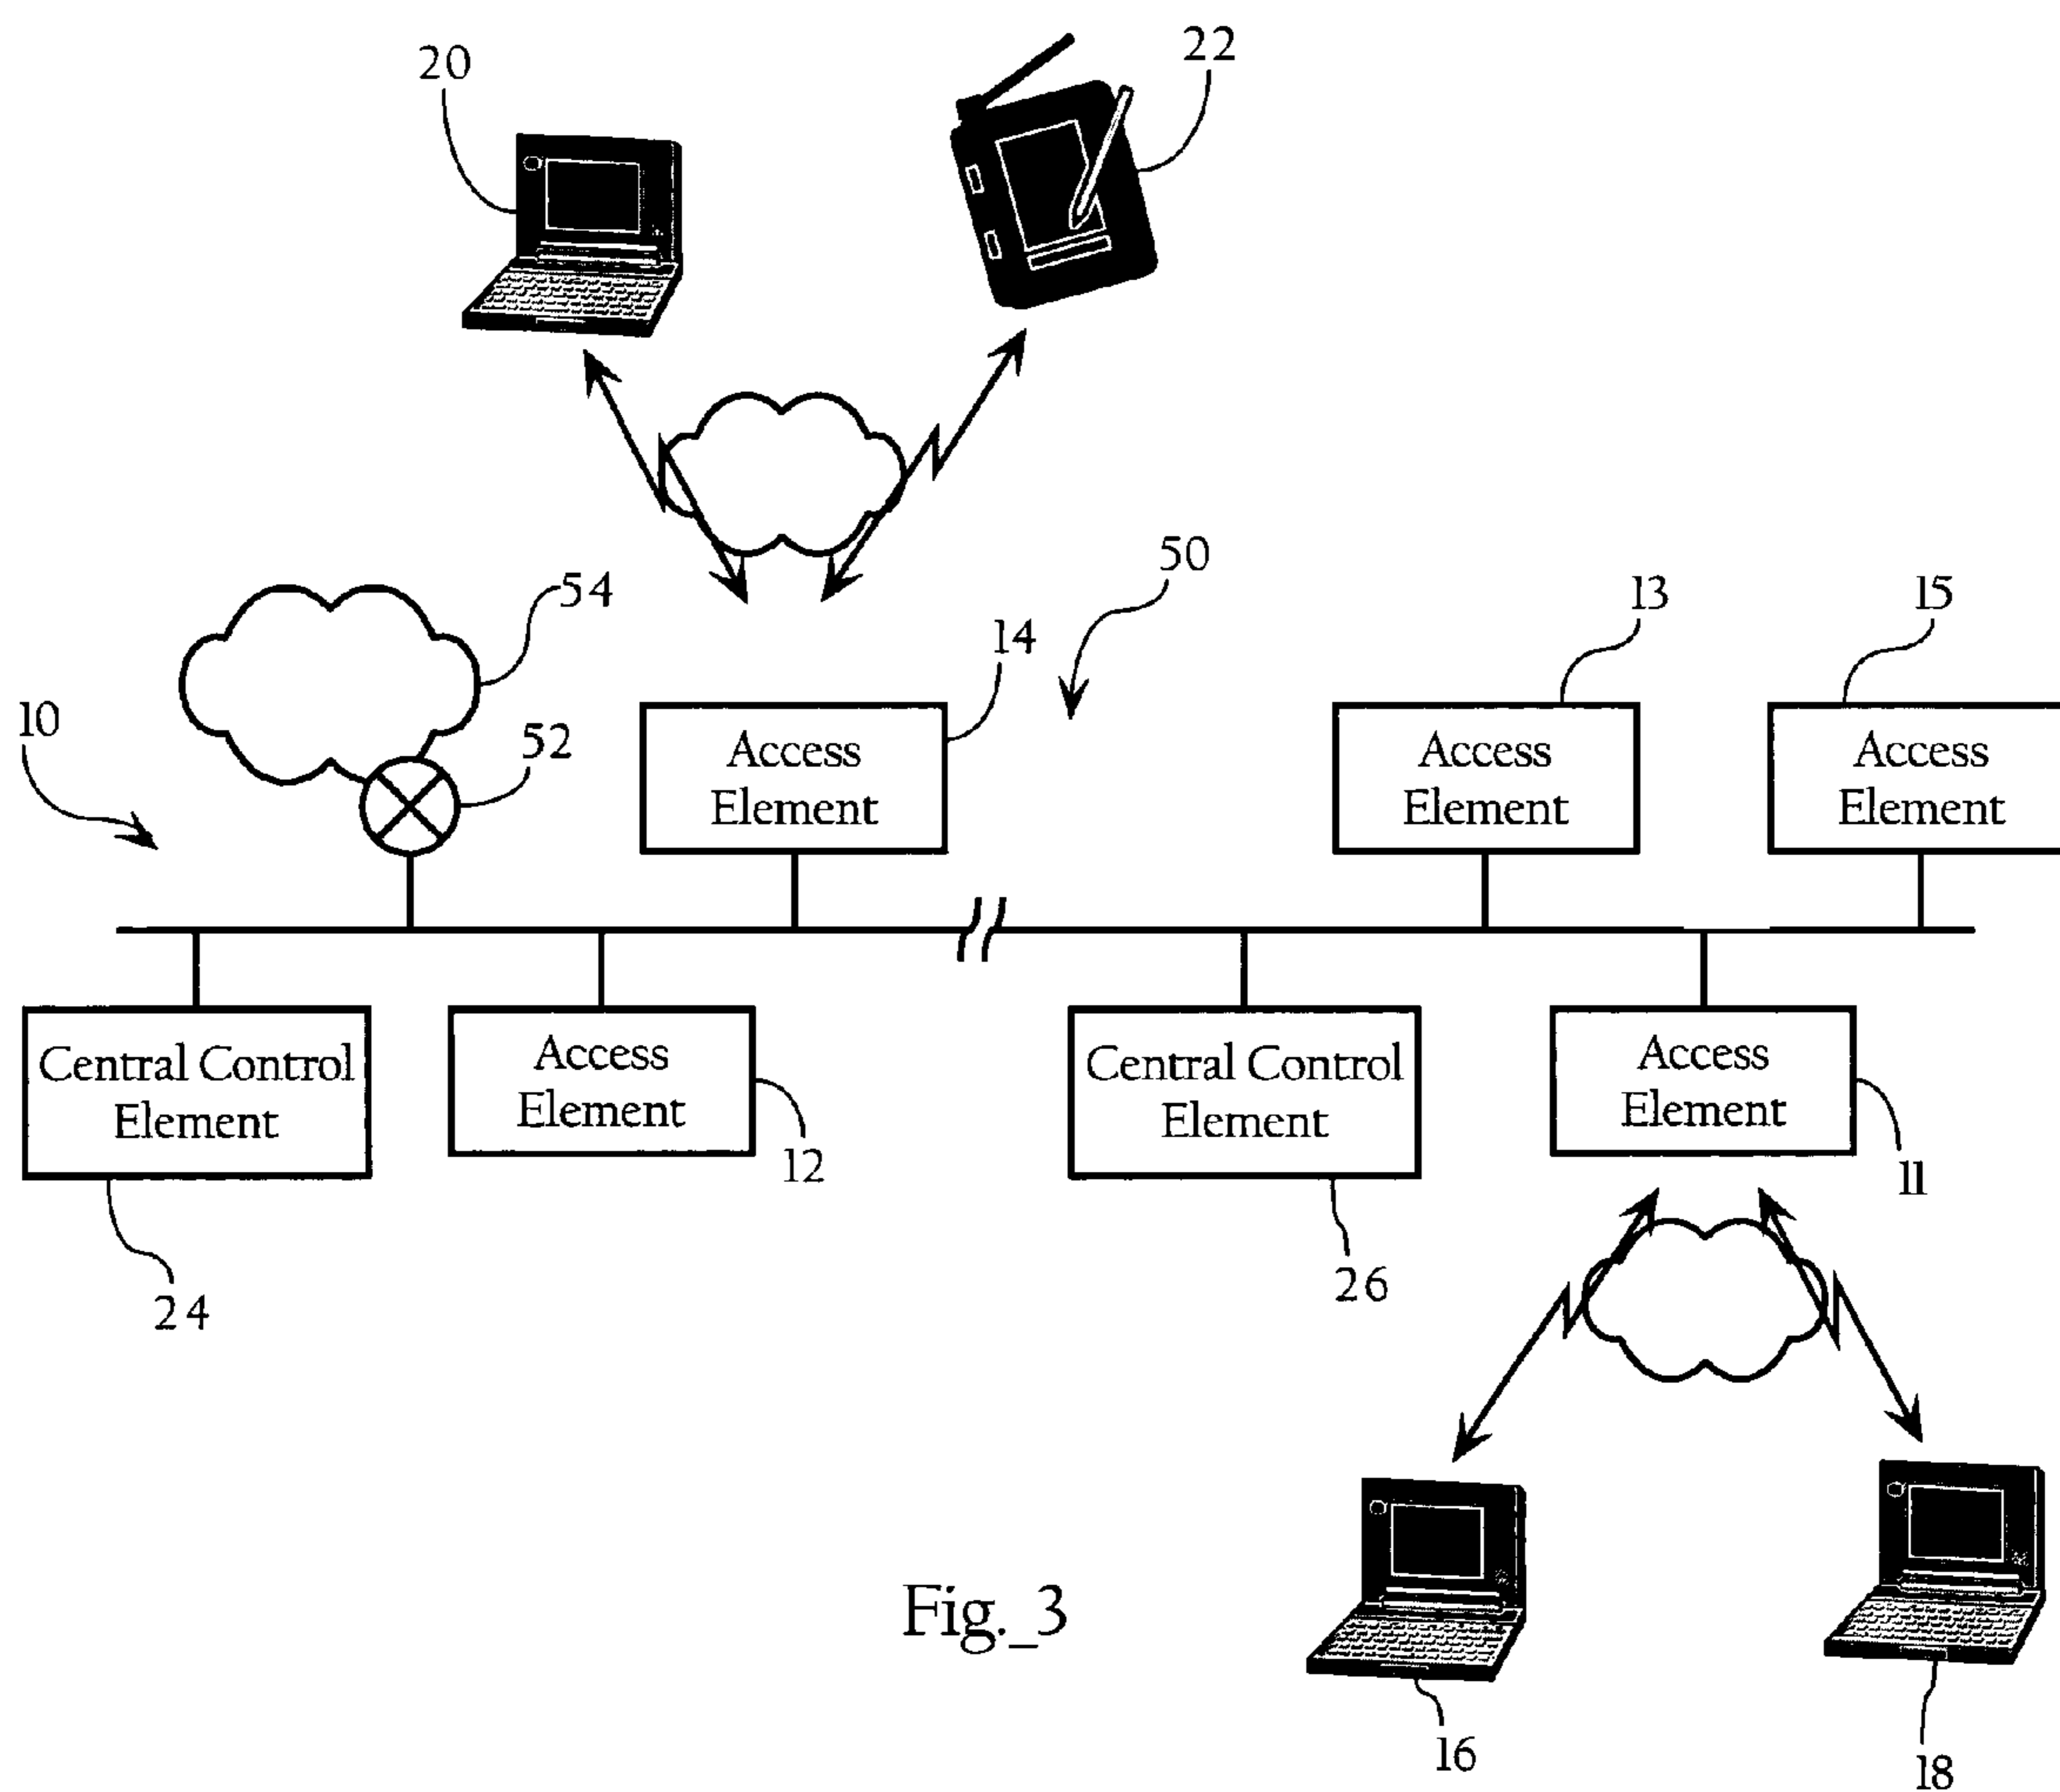 20
22
54
50
13
15
14
10
52
Access
Element
Access
Element
Access
Element
Central Control
Element
Access
Element
Central Control
Element
Access
Element
12
11
24
26
Fig._3
16
18